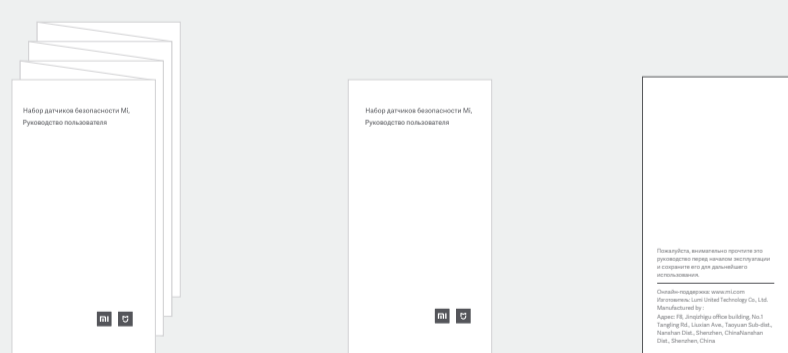 Набор датчиков безопасности Mi,
Руководство пользователя
mi
Набор датчиков безопасности Mi,
Руководство пользователя
mi
Пожалуйста, внимательно прочтите это
руководство перед началом эксплуатации
и сохраните его для дальнейшего
использования.
Онлайн-поддержка: www.mi.com
Изготовитель: Lumi United Technology Co., Ltd.
Manufactured by :
Адрес: F8, Jinqizhigu office building, No.1
Tangling Rd., Liuxian Ave., Taoyuan Sub-dist.,
Nanshan Dist., Shenzhen, ChinaNanshan
Dist., Shenzhen, China